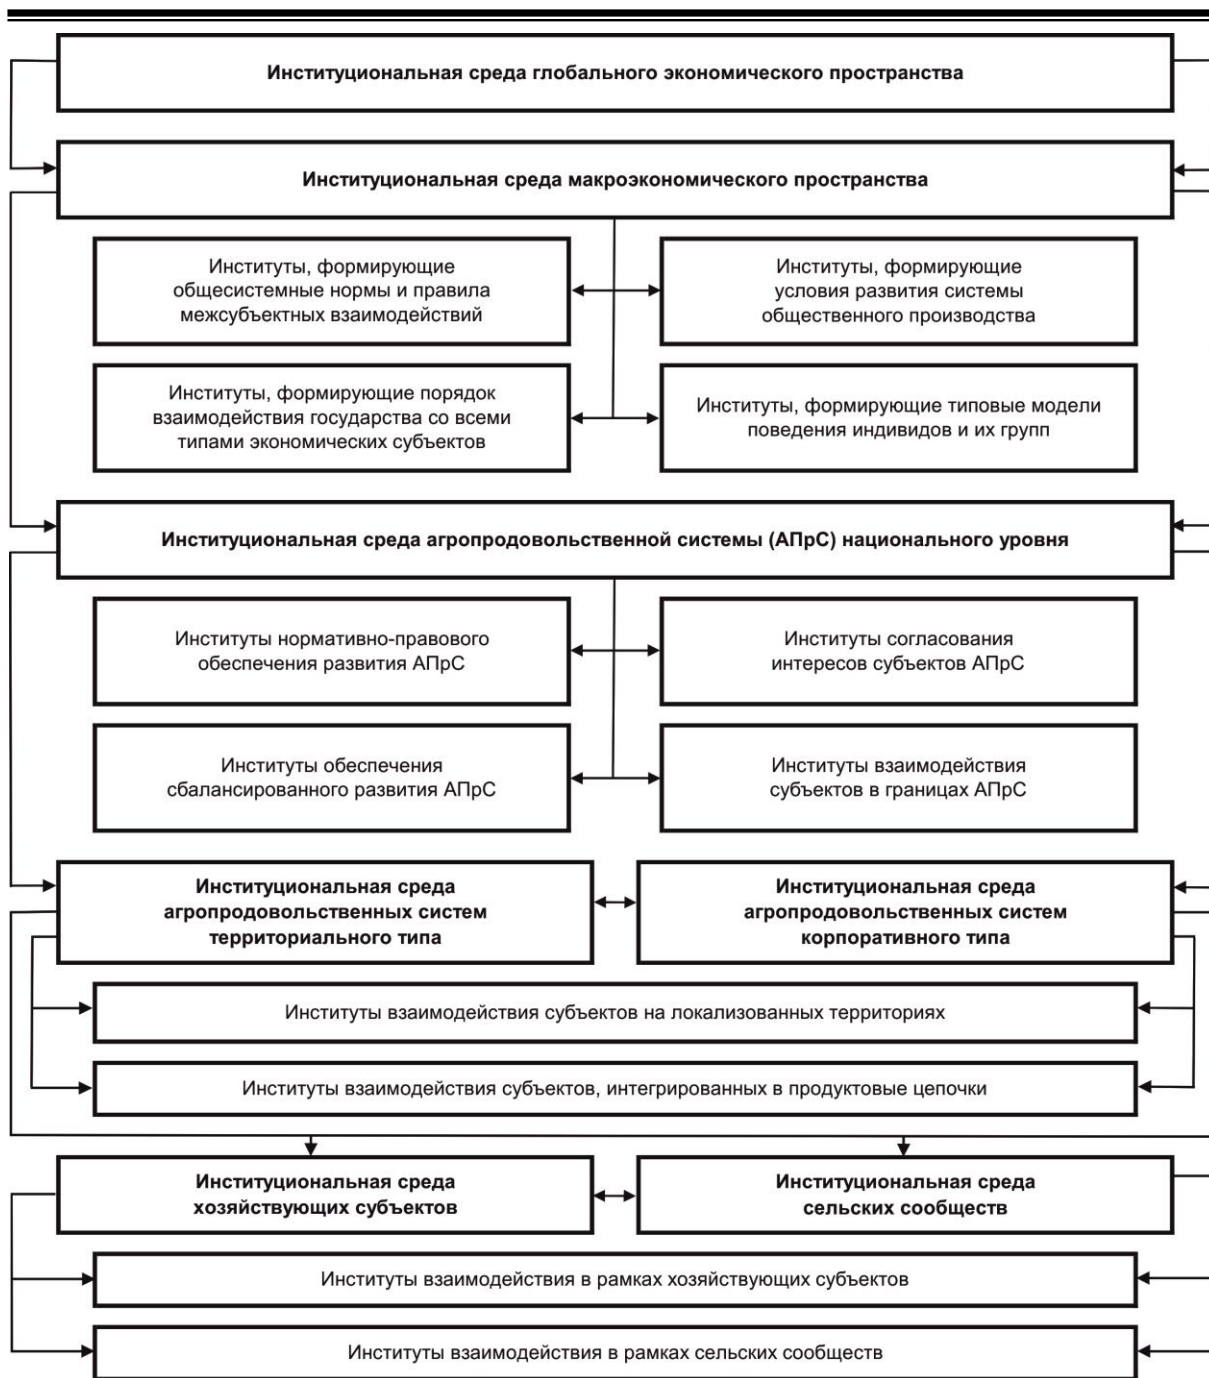 Институциональная среда глобального экономического пространства
Институциональная среда макроэкономического пространства
Институты, формирующие
общесистемные нормы и правила
межсубъектных взаимодействий
Институты, формирующие
условия развития системы
общественного производства
Институты, формирующие порядок
взаимодействия государства со всеми
типами экономических субъектов
Институты, формирующие типовые модели
поведения индивидов и их групп
Институциональная среда агропродовольственной системы (АПрС) национального уровня
Институты нормативно-правового
обеспечения развития АПрС
Институты согласования
интересов субъектов АПрС
Институты обеспечения
сбалансированного развития АПрС
Институты взаимодействия
субъектов в границах АПрС
Институциональная среда
агропродовольственных систем
территориального типа
Институциональная среда
агропродовольственных систем
корпоративного типа
Институты взаимодействия субъектов на локализованных территориях
Институты взаимодействия субъектов, интегрированных в продуктовые цепочки
Институциональная среда
хозяйствующих субъектов
Институциональная среда
сельских сообществ
Институты взаимодействия в рамках хозяйствующих субъектов
Институты взаимодействия в рамках сельских сообществ